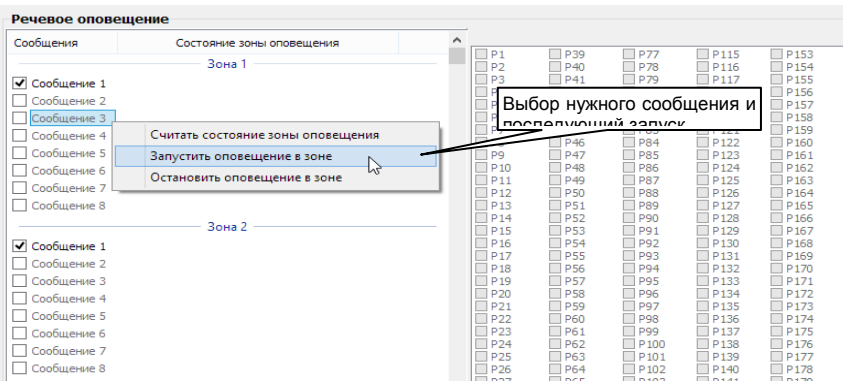 Речевое оповещение
Сообщения Состояние зоны оповещения
Зона 1
Сообщение 1
Сообщение 2
Сообщение 3
Сообщение 4
Сообщение 5
Сообщение 6
Сообщение 7
Сообщение 8
Считать состояние зоны оповещения
Запустить оповещение в зоне
Остановить оповещение в зоне
Зона 2
Сообщение 1
Сообщение 2
Сообщение 3
Сообщение 4
Сообщение 5
Сообщение 6
Сообщение 7
Сообщение 8
Выбор нужного сообщения и
последующий запуск
P1 P39 P77 P115 P153
P2 P40 P78 P116 P154
P3 P41 P79 P117 P155
P156
P157
P158
P159
P46 P84 P122 P160
P9 P47 P85 P123 P161
P10 P48 P86 P124 P162
P11 P49 P87 P125 P163
P12 P50 P88 P126 P164
P13 P51 P89 P127 P165
P14 P52 P90 P128 P166
P15 P53 P91 P129 P167
P16 P54 P92 P130 P168
P17 P55 P93 P131 P169
P18 P56 P94 P132 P170
P19 P57 P95 P133 P171
P20 P58 P96 P134 P172
P21 P59 P97 P135 P173
P22 P60 P98 P136 P174
P23 P61 P99 P137 P175
P24 P62 P100 P138 P176
P25 P63 P101 P139 P177
P26 P64 P102 P140 P178